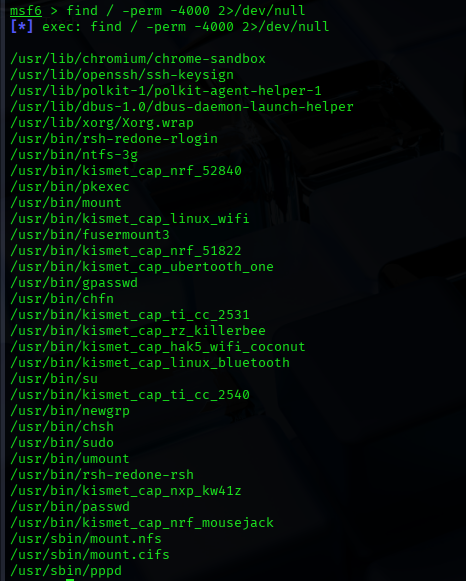 msf6 > find / -perm -4000 2>/dev/null
[*] exec: find / -perm -4000 2>/dev/null
/usr/lib/chromium/chrome-sandbox
/usr/lib/openssh/ssh-keysign
/usr/lib/polkit-1/polkit-agent-helper-1
/usr/lib/dbus-1.0/dbus-daemon-launch-helper
/usr/lib/xorg/Xorg.wrap
/usr/bin/rsh-redone-rlogin
/usr/bin/ntfs-3g
/usr/bin/kismet_cap_nrf_52840
/usr/bin/pkexec
/usr/bin/mount
/usr/bin/kismet_cap_linux_wifi
/usr/bin/fusermount3
/usr/bin/kismet_cap_nrf_51822
/usr/bin/kismet_cap_ubertooth_one
/usr/bin/gpasswd
/usr/bin/chfn
/usr/bin/kismet_cap_ti_cc_2531
/usr/bin/kismet_cap_rz_killerbee
/usr/bin/kismet_cap_hak5_wifi_coconut
/usr/bin/kismet_cap_linux_bluetooth
/usr/bin/su
/usr/bin/kismet_cap_ti_cc_2540
/usr/bin/newgrp
/usr/bin/chsh
/usr/bin/sudo
/usr/bin/umount
/usr/bin/rsh-redone-rsh
/usr/bin/kismet_cap_nxp_kw41z
/usr/bin/passwd
/usr/bin/kismet_cap_nrf_mousejack
/usr/sbin/mount.nfs
/usr/sbin/mount.cifs
/usr/sbin/pppd